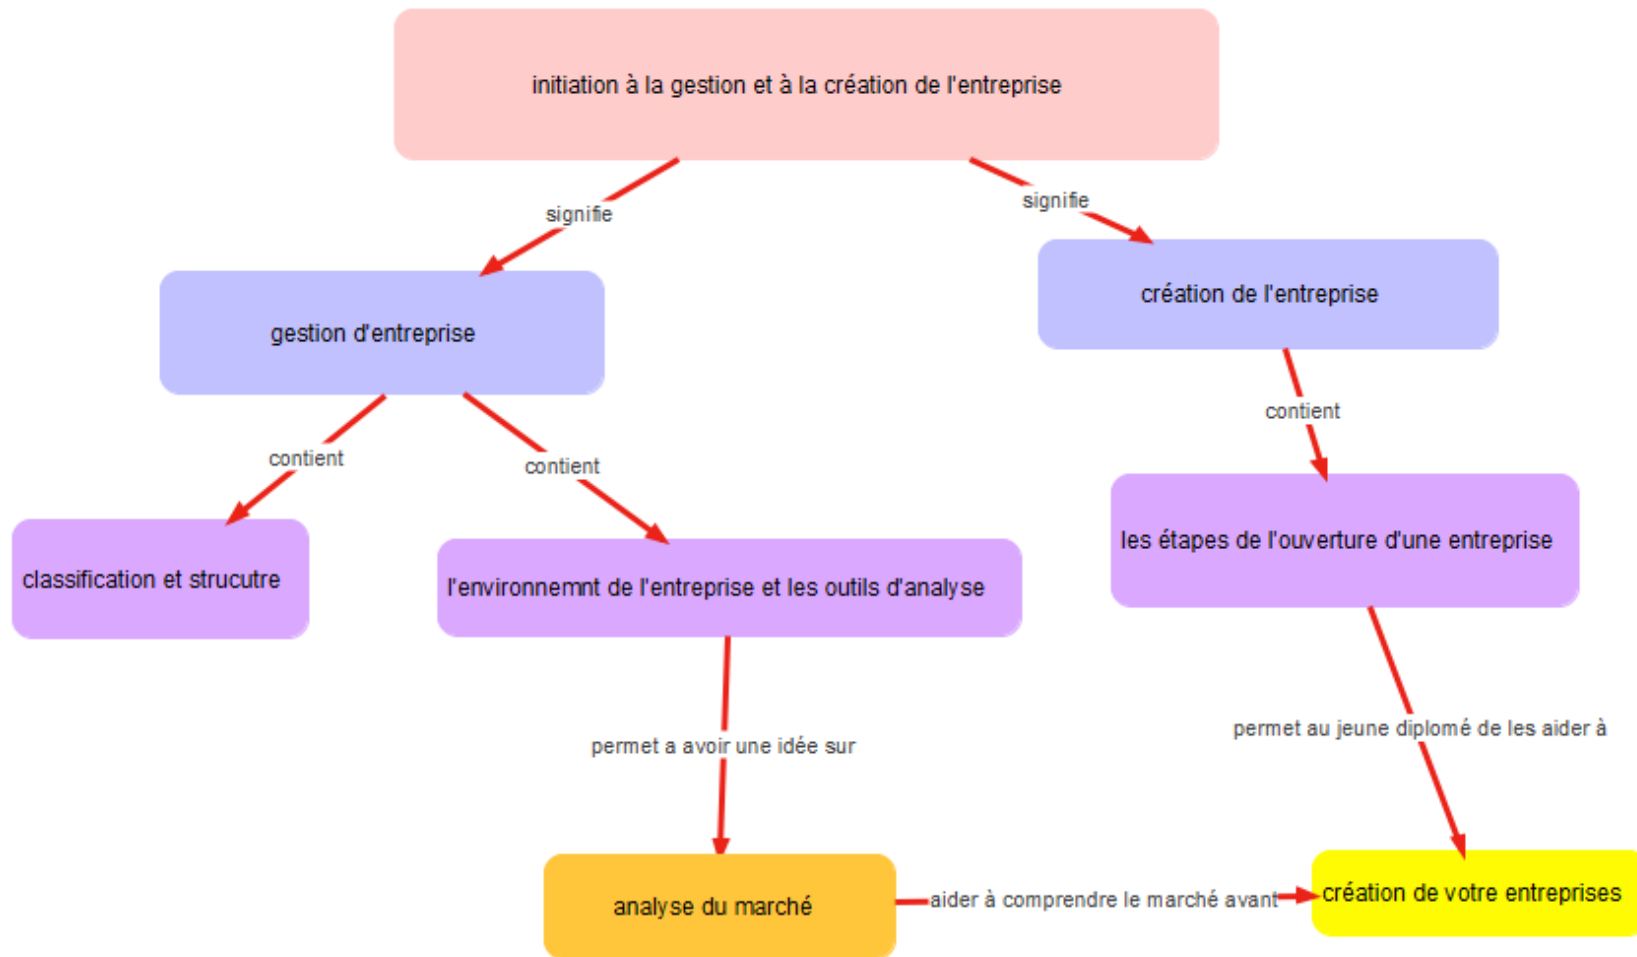 initiation à la gestion et à la création de l'entreprise
signifie
signifie
création de l'entreprise
gestion d'entreprise
contient
contient
contient
les étapes de l'ouverture d'une entreprise
classification et strucutre
l'environnemnt de l'entreprise et les outils d'analyse
permet au jeune diplomé de les aider à
permet a avoir une idée sur
analyse du marché
aider à comprendre le marché avant
création de votre entreprises